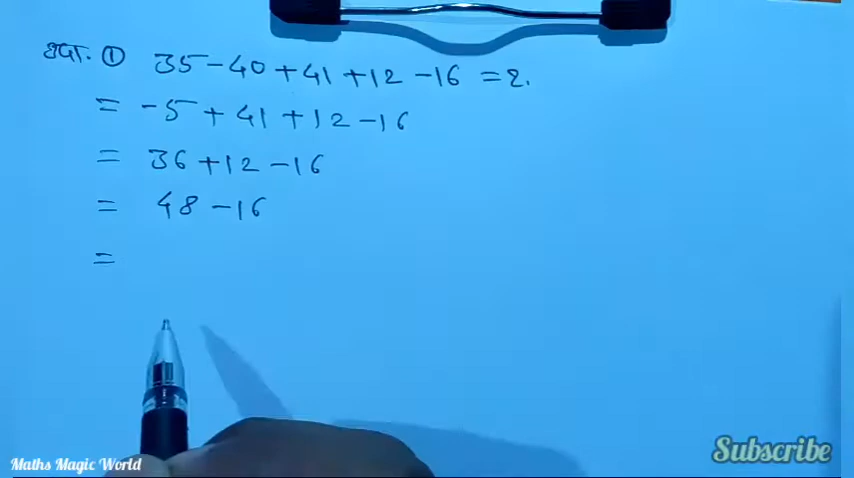 उदा. ① 35 - 40 + 41 + 12 - 16 = ?.
= -5 + 41 + 12 - 16
= 36 + 12 - 16
= 48 - 16
=
Subscribe
Maths Magic World